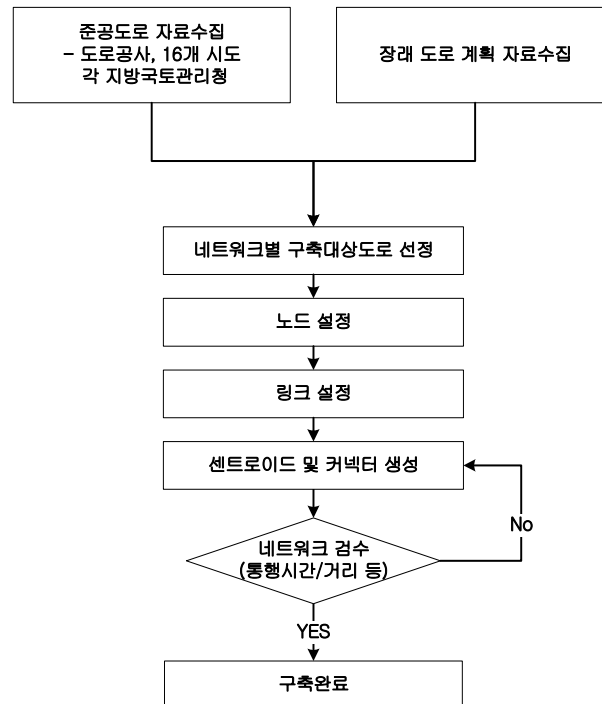 준공도로 자료수집
- 도로공사, 16개 시도
각 지방국토관리청
장래 도로 계획 자료수집
네트워크별 구축대상도로 선정
노드 설정
링크 설정
센트로이드 및 커넥터 생성
No
네트워크 검수
(통행시간/거리 등)
YES
구축완료